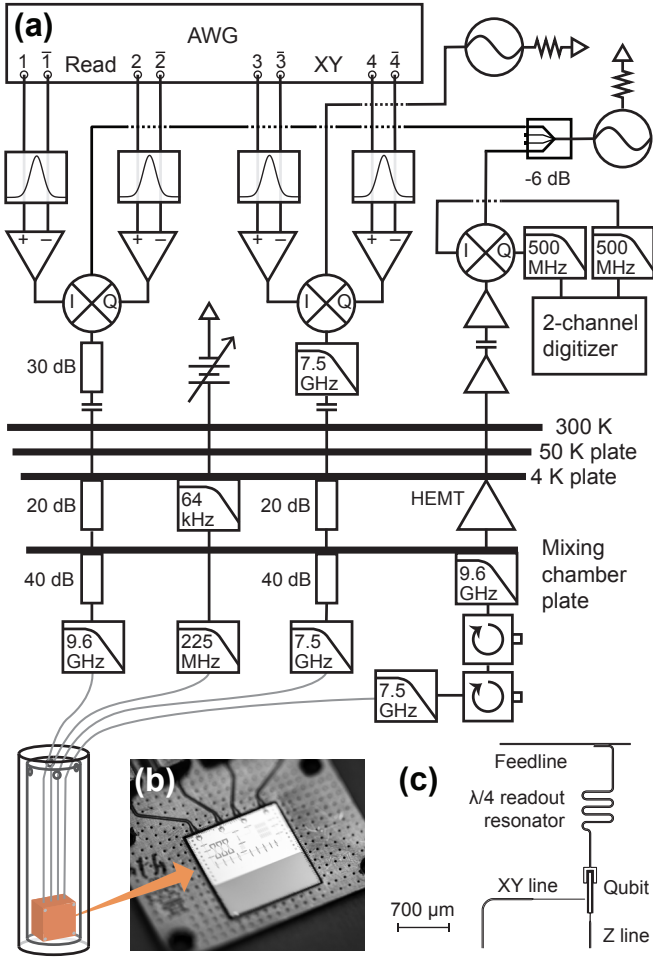 (a)
AWG
1 1̄ Read 2 2̄ 3 3̄ XY 4 4̄
-6 dB
+ − + − + − + −
I Q I Q I Q
500 MHz
500 MHz
2-channel
digitizer
30 dB
7.5
GHz
300 K
50 K plate
4 K plate
20 dB
64
kHz
20 dB
HEMT
Mixing
chamber
plate
40 dB
40 dB
9.6
GHz
9.6
GHz
225
MHz
7.5
GHz
7.5
GHz
(b)
(c)
Feedline
λ/4 readout
resonator
XY line
Qubit
700 μm
Z line